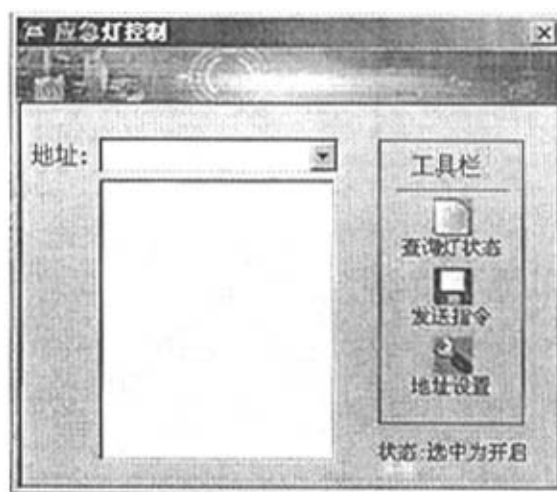 应急灯控制
地址:
工具栏
查询灯状态
发送指令
地址设置
状态:选中为开启